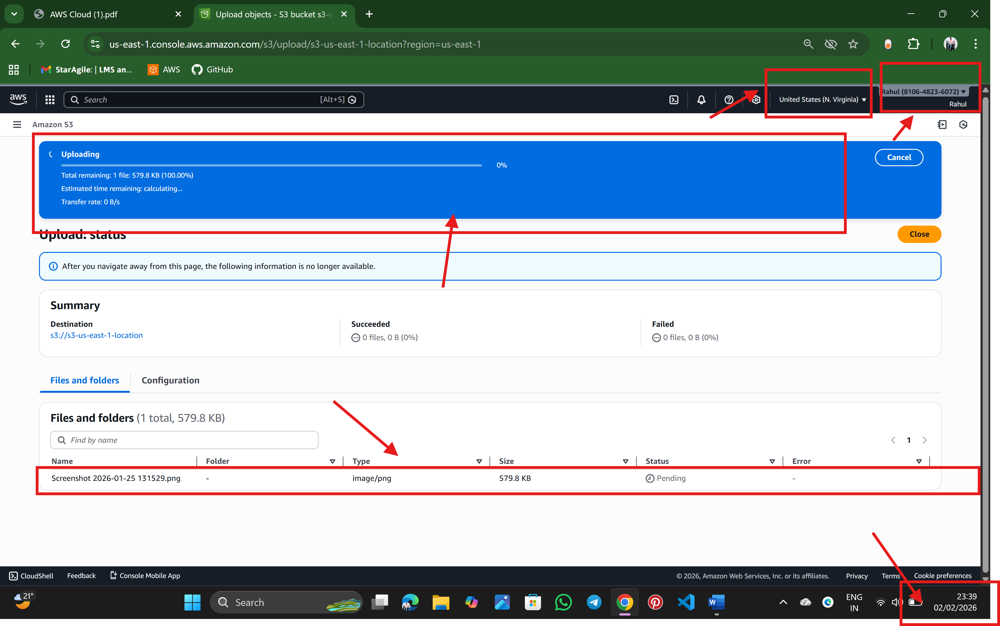 AWS Cloud (1).pdf
Upload objects - S3 bucket s3-u
us-east-1.console.aws.amazon.com/s3/upload/s3-us-east-1-location?region=us-east-1
StarAgile: | LMS an...
AWS
GitHub
aws
Search
[Alt+S]
United States (N. Virginia)
Rahul (8106-4823-6072)
Rahul
Amazon S3
Uploading
0%
Cancel
Total remaining: 1 file: 579.8 KB (100.00%)
Estimated time remaining: calculating...
Transfer rate: 0 B/s
Upload: status
Close
After you navigate away from this page, the following information is no longer available.
Summary
Destination
s3://s3-us-east-1-location
Succeeded
0 files, 0 B (0%)
Failed
0 files, 0 B (0%)
Files and folders
Configuration
Files and folders (1 total, 579.8 KB)
Find by name
1
Name Folder Type Size Status Error
Screenshot 2026-01-25 131529.png - image/png 579.8 KB Pending -
CloudShell
Feedback
Console Mobile App
© 2026, Amazon Web Services, Inc. or its affiliates.
Privacy
Terms
Cookie preferences
21°
Search
ENG
IN
23:39
02/02/2026